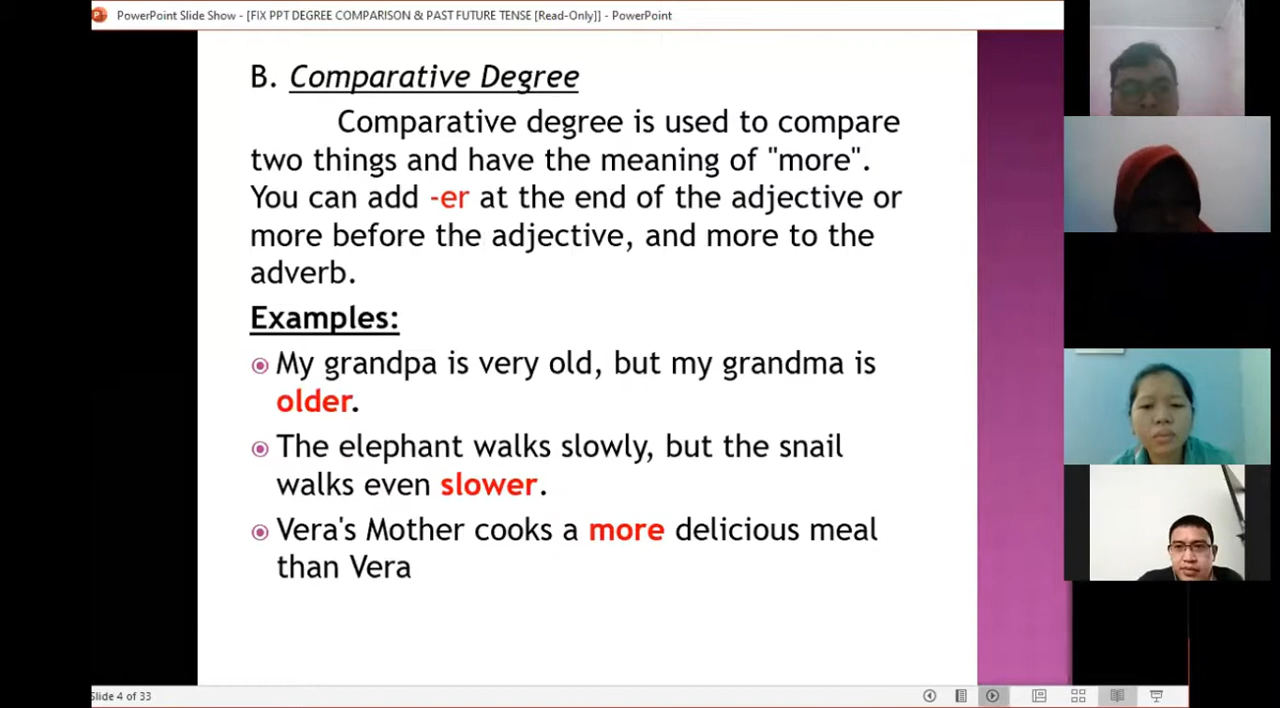 PowerPoint Slide Show - [FIX PPT DEGREE COMPARISON & PAST FUTURE TENSE [Read-Only]] - PowerPoint
B. Comparative Degree
Comparative degree is used to compare
two things and have the meaning of "more".
You can add -er at the end of the adjective or
more before the adjective, and more to the
adverb.
Examples:
My grandpa is very old, but my grandma is
older.
The elephant walks slowly, but the snail
walks even slower.
Vera's Mother cooks a more delicious meal
than Vera
Slide 4 of 33